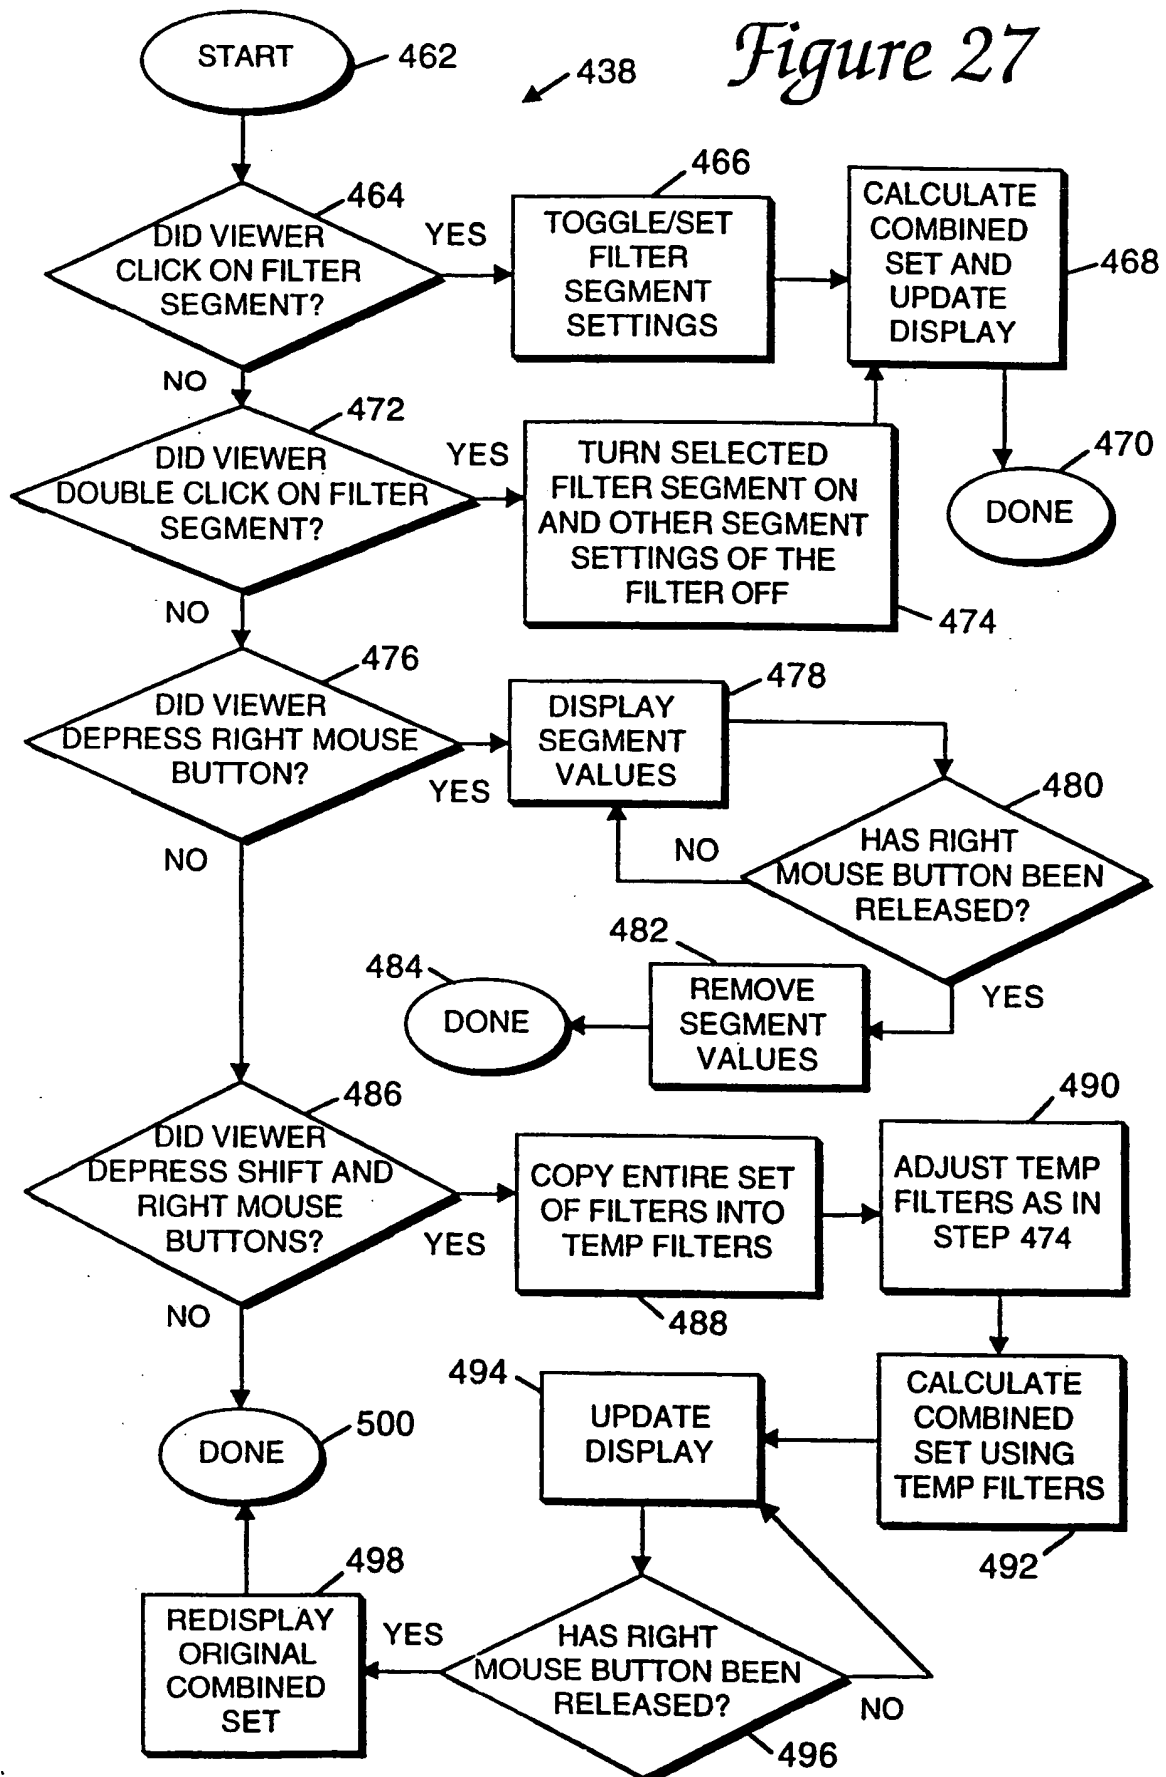 Figure 27
START
462
438
464
DID VIEWER
CLICK ON FILTER
SEGMENT?
YES
NO
466
TOGGLE/SET
FILTER
SEGMENT
SETTINGS
CALCULATE
COMBINED
SET AND
UPDATE
DISPLAY
468
470
DONE
472
DID VIEWER
DOUBLE CLICK ON FILTER
SEGMENT?
YES
NO
TURN SELECTED
FILTER SEGMENT ON
AND OTHER SEGMENT
SETTINGS OF THE
FILTER OFF
474
476
DID VIEWER
DEPRESS RIGHT MOUSE
BUTTON?
YES
NO
478
DISPLAY
SEGMENT
VALUES
480
HAS RIGHT
MOUSE BUTTON BEEN
RELEASED?
NO
YES
482
REMOVE
SEGMENT
VALUES
484
DONE
486
DID VIEWER
DEPRESS SHIFT AND
RIGHT MOUSE
BUTTONS?
YES
NO
COPY ENTIRE SET
OF FILTERS INTO
TEMP FILTERS
488
490
ADJUST TEMP
FILTERS AS IN
STEP 474
CALCULATE
COMBINED
SET USING
TEMP FILTERS
492
494
UPDATE
DISPLAY
HAS RIGHT
MOUSE BUTTON BEEN
RELEASED?
496
NO
YES
498
REDISPLAY
ORIGINAL
COMBINED
SET
500
DONE